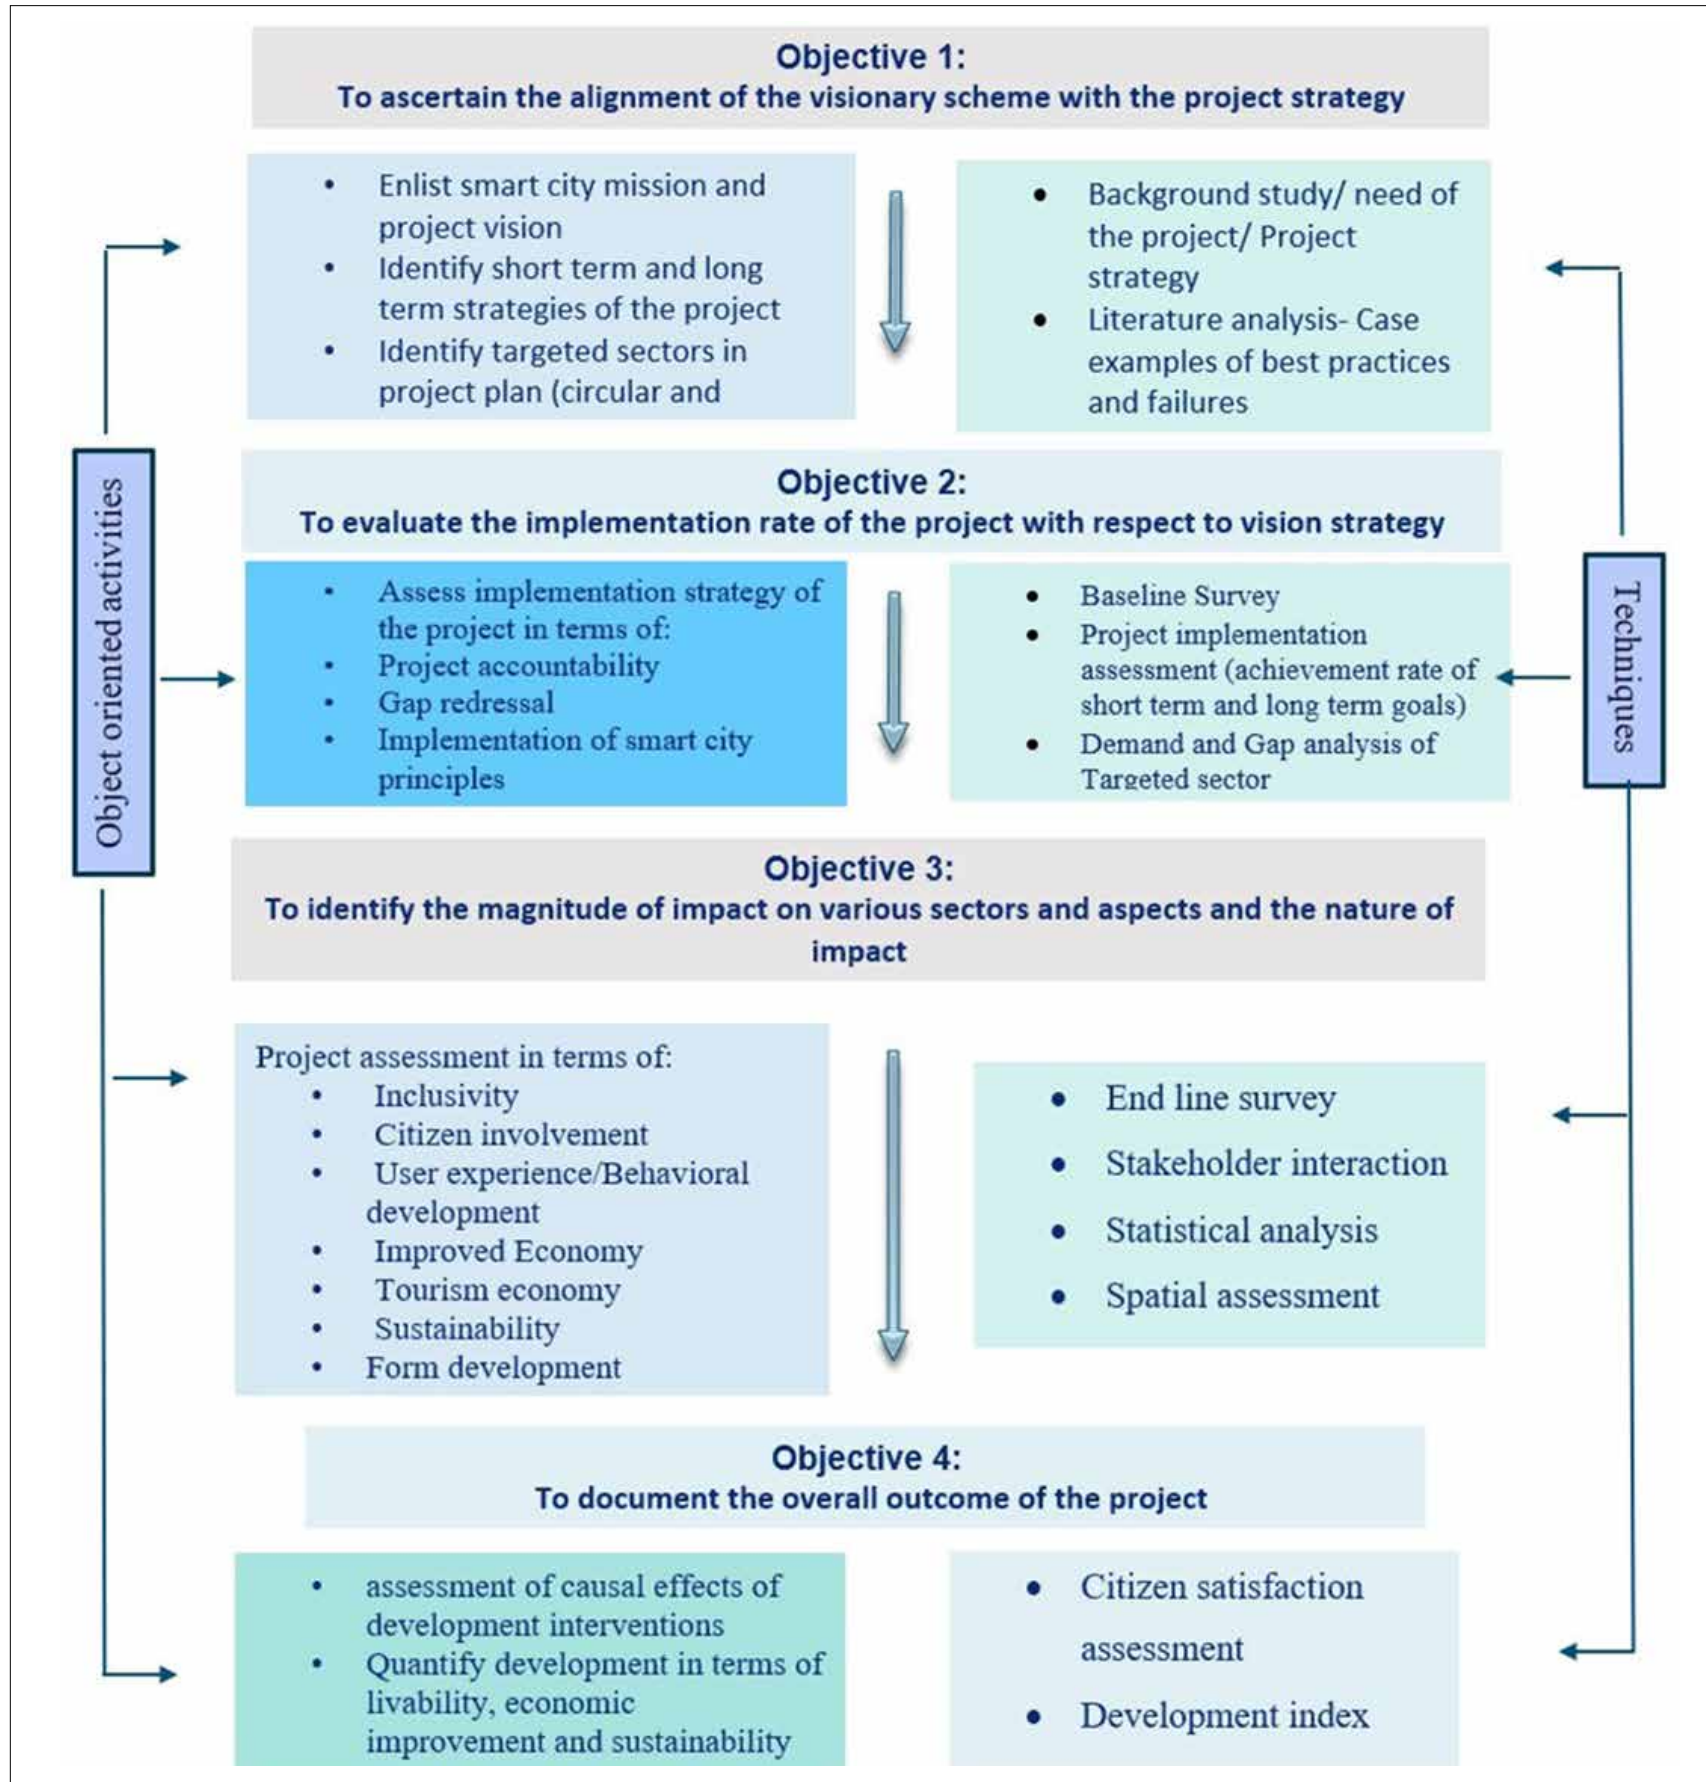 Objective 1:
To ascertain the alignment of the visionary scheme with the project strategy
• Enlist smart city mission and
project vision
• Identify short term and long
term strategies of the project
• Identify targeted sectors in
project plan (circular and
• Background study/ need of
the project/ Project
strategy
• Literature analysis- Case
examples of best practices
and failures
Object oriented activities
Techniques
Objective 2:
To evaluate the implementation rate of the project with respect to vision strategy
• Assess implementation strategy of
the project in terms of:
• Project accountability
• Gap redressal
• Implementation of smart city
principles
• Baseline Survey
• Project implementation
assessment (achievement rate of
short term and long term goals)
• Demand and Gap analysis of
Targeted sector
Objective 3:
To identify the magnitude of impact on various sectors and aspects and the nature of
impact
Project assessment in terms of:
• Inclusivity
• Citizen involvement
• User experience/Behavioral
development
• Improved Economy
• Tourism economy
• Sustainability
• Form development
• End line survey
• Stakeholder interaction
• Statistical analysis
• Spatial assessment
Objective 4:
To document the overall outcome of the project
• assessment of causal effects of
development interventions
• Quantify development in terms of
livability, economic
improvement and sustainability
• Citizen satisfaction
assessment
• Development index